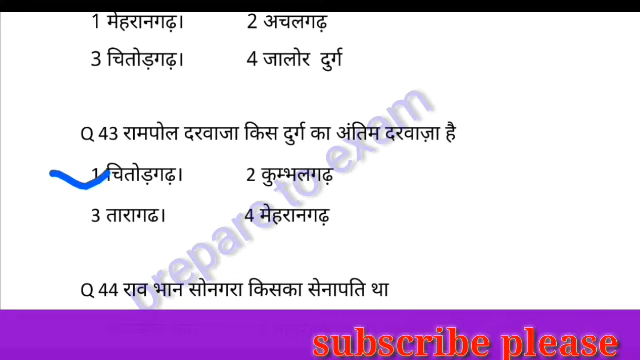 1 मेहरानगढ़। 2 अचलगढ़
3 चितोड़गढ़। 4 जालोर दुर्ग
Q 43 रामपोल दरवाजा किस दुर्ग का अंतिम दरवाज़ा है
1 चितोड़गढ़। 2 कुम्भलगढ़
3 तारागढ। 4 मेहरानगढ़
Q 44 राव भान सोनगरा किसका सेनापति था
prepare to exam
subscribe please